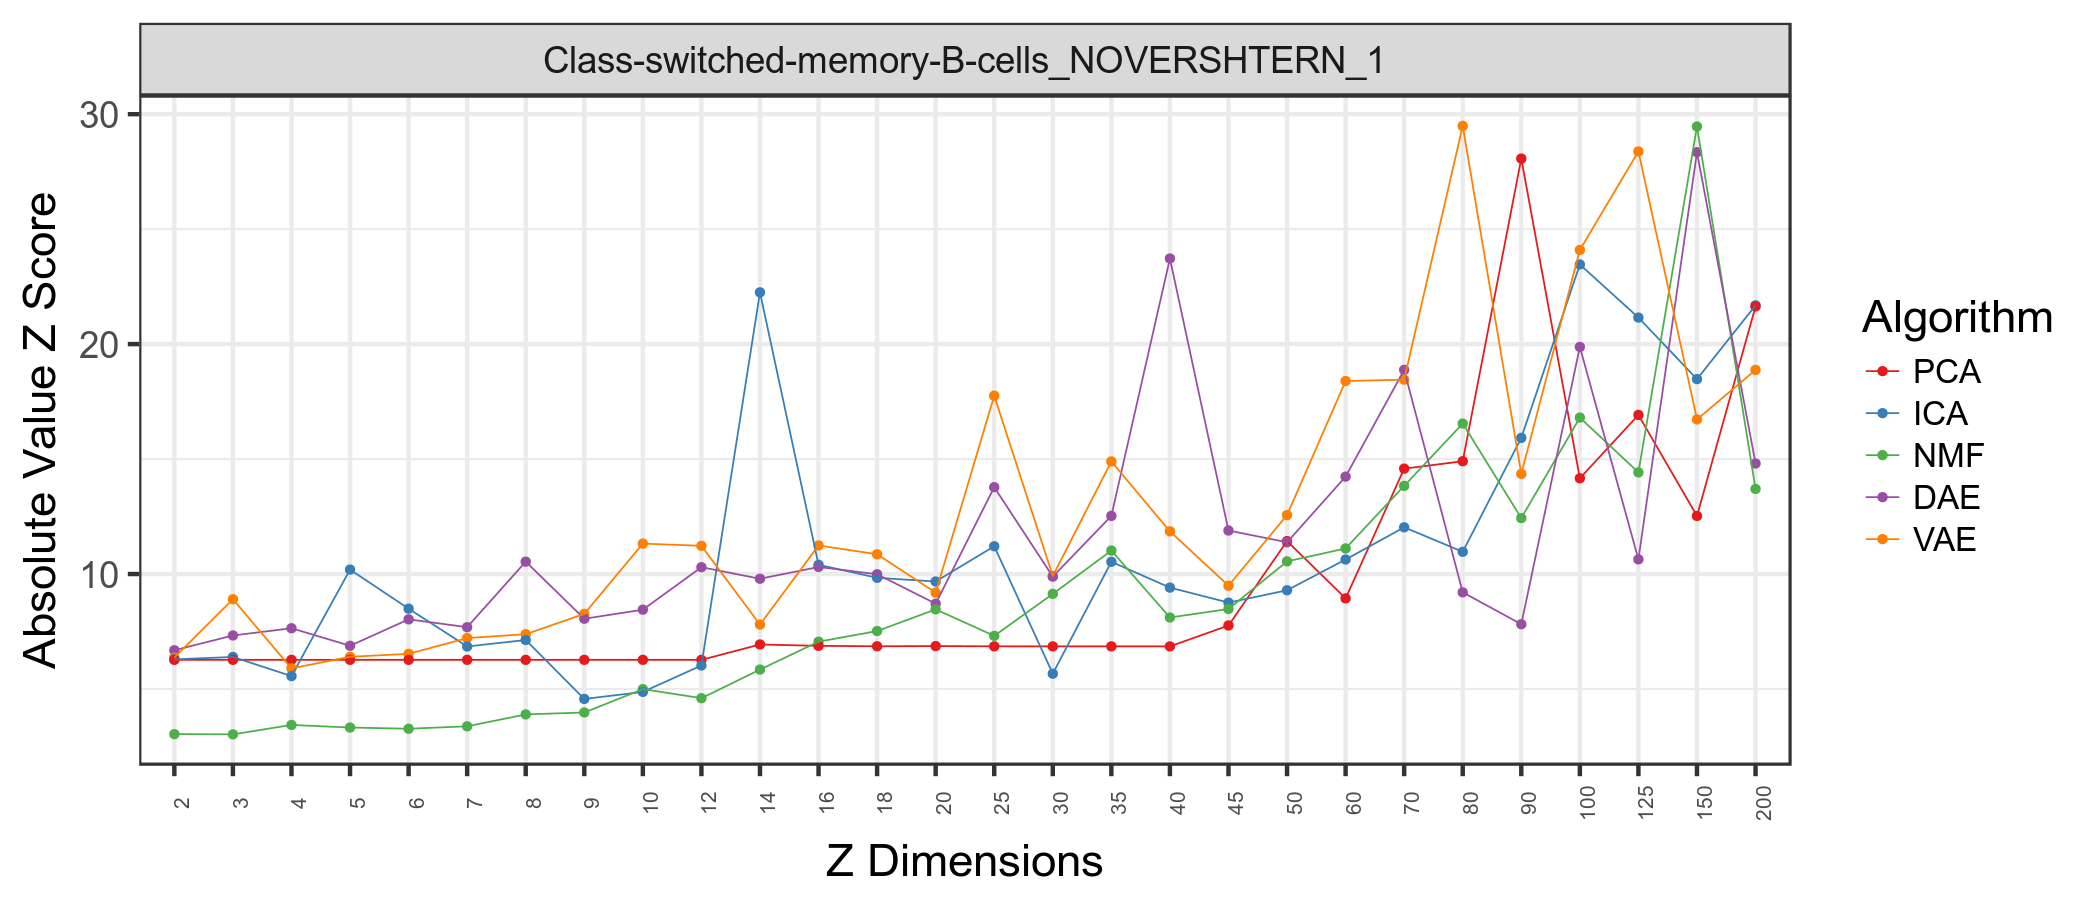 Class-switched-memory-B-cells_NOVERSHTERN_1
Absolute Value Z Score
30
20
10
2 3 4 5 6 7 8 9 10 12 14 16 18 20 25 30 35 40 45 50 60 70 80 90 100 125 150 200
Z Dimensions
Algorithm
PCA
ICA
NMF
DAE
VAE